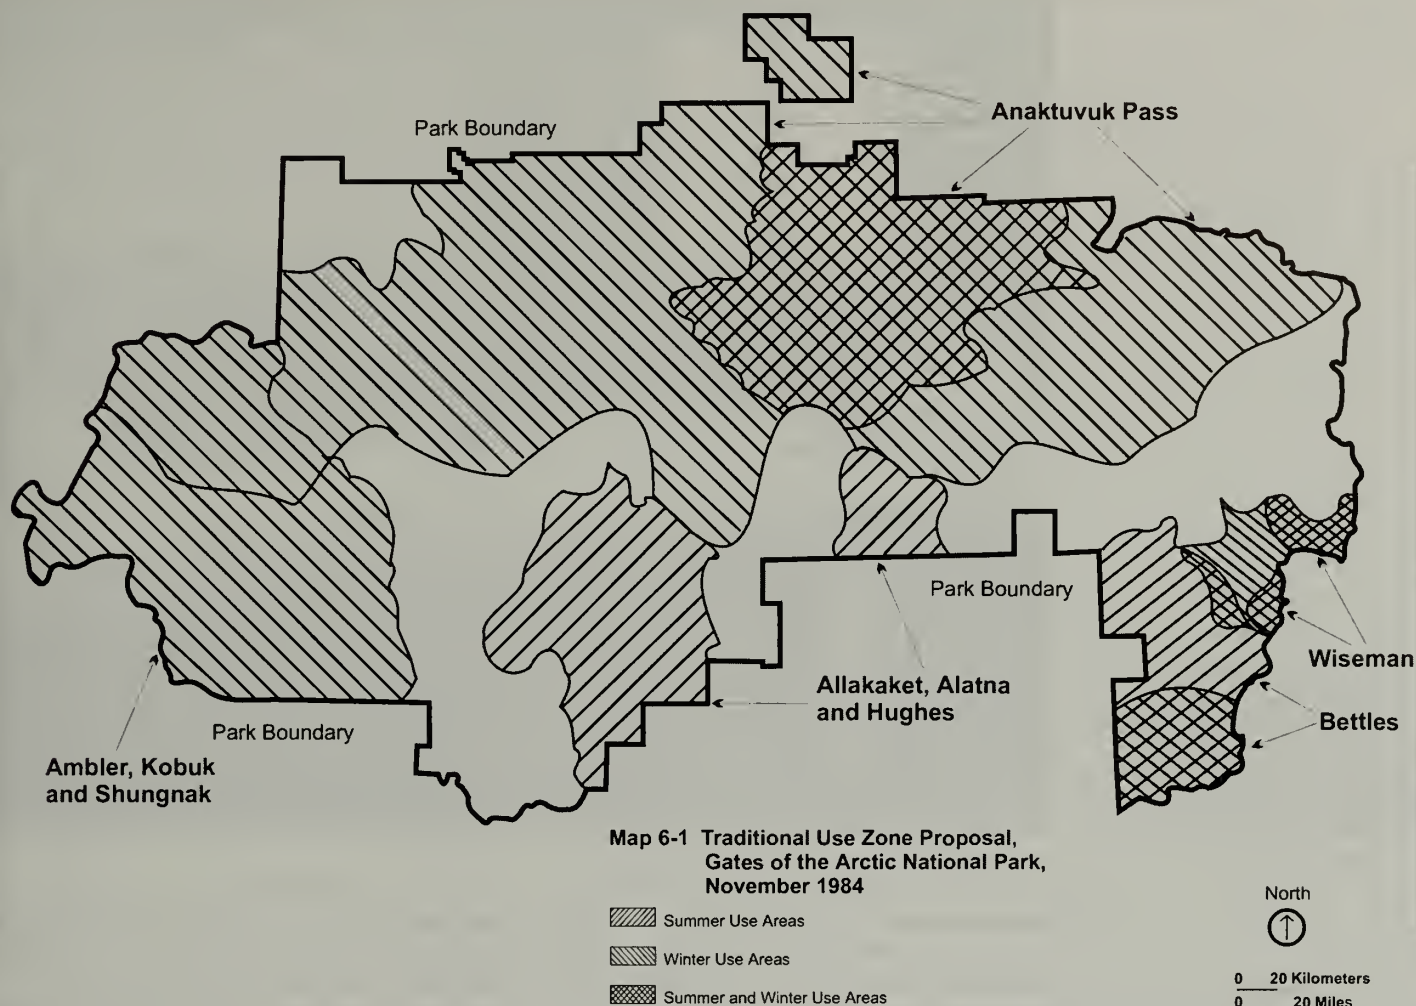 Park Boundary
Anaktuvuk Pass
Park Boundary
Wiseman
Allakaket, Alatna
and Hughes
Bettles
Park Boundary
Ambler, Kobuk
and Shungnak
Map 6-1 Traditional Use Zone Proposal,
Gates of the Arctic National Park,
November 1984
Summer Use Areas
Winter Use Areas
Summer and Winter Use Areas
North
0 20 Kilometers
0 20 Miles